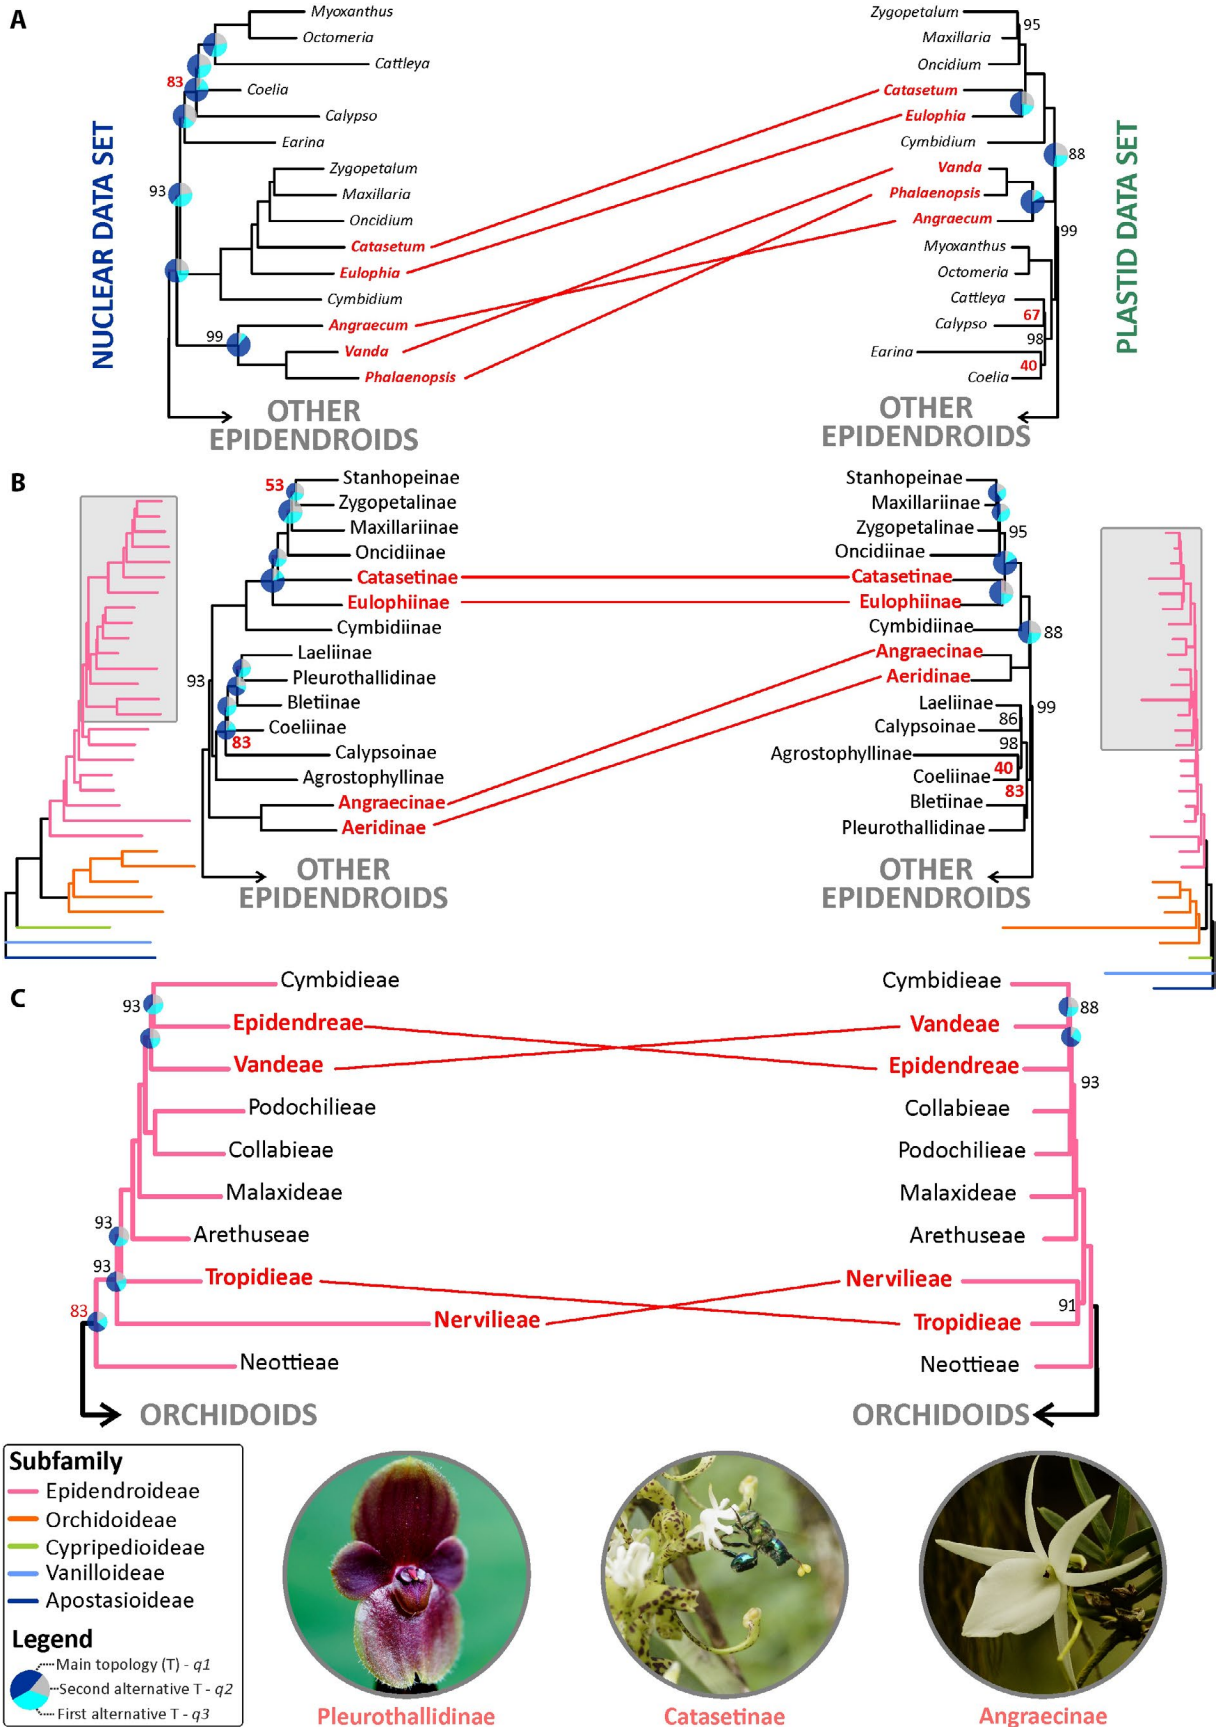 A
NUCLEAR DATA SET
Myoxanthus
Octomeria
Cattleya
83
Coelia
Calypso
Earina
93
Zygopetalum
Maxillaria
Oncidium
Catasetum
Eulophia
Cymbidium
Angraecum
99
Vanda
Phalaenopsis
OTHER
EPIDENDROIDS
Zygopetalum
95
Maxillaria
Oncidium
Catasetum
Eulophia
Cymbidium
88
Vanda
Phalaenopsis
Angraecum
99
Myoxanthus
Octomeria
Cattleya
67
Calypso
98
Earina
40
Coelia
OTHER
EPIDENDROIDS
PLASTID DATA SET
B
53
Stanhopeinae
Zygopetalinae
Maxillariinae
Oncidiinae
Catasetinae
Eulophiinae
Cymbidiinae
Laeliinae
93
Pleurothallidinae
Bletiinae
Coeliinae
83
Calypsoinae
Agrostophyllinae
Angraecinae
Aeridinae
OTHER
EPIDENDROIDS
Stanhopeinae
Maxillariinae
Zygopetalinae
95
Oncidiinae
Catasetinae
Eulophiinae
Cymbidiinae
88
Angraecinae
Aeridinae
Laeliinae
99
86
Calypsoinae
98
Agrostophyllinae
40
Coeliinae
83
Bletiinae
Pleurothallidinae
OTHER
EPIDENDROIDS
C
Cymbidieae
93
Epidendreae
Vandeae
Podochilieae
Collabieae
Malaxideae
93
Arethuseae
93
Tropidieae
83
Nervilieae
Neottieae
ORCHIDOIDS
Cymbidieae
88
Vandeae
Epidendreae
93
Collabieae
Podochilieae
Malaxideae
Arethuseae
Nervilieae
91
Tropidieae
Neottieae
ORCHIDOIDS
Subfamily
Epidendroideae
Orchidoideae
Cypripedioideae
Vanilloideae
Apostasioideae
Legend
Main topology (T) - q1
Second alternative T - q2
First alternative T - q3
Pleurothallidinae
Catasetinae
Angraecinae